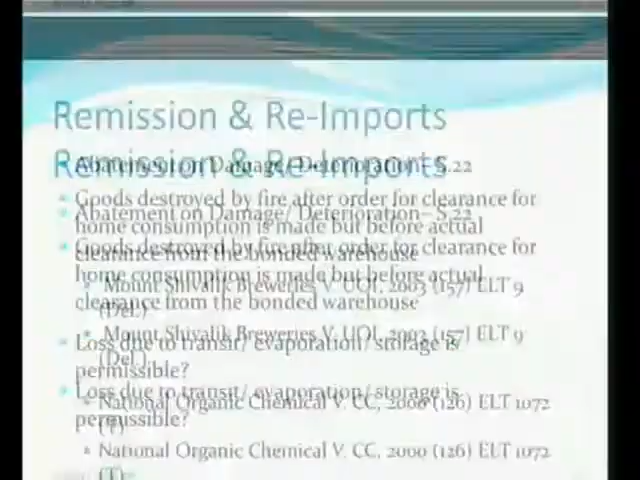 Remission & Re-Imports
Abatement on Damage/ Deterioration– S.22
Goods destroyed by fire after order for clearance for
home consumption is made but before actual
clearance from the bonded warehouse
Mount Shivalik Breweries V. UOI, 2003 (157) ELT 9
(Del.)
Loss due to transit/ evaporation/ storage is
permissible?
National Organic Chemical V. CC, 2000 (126) ELT 1072
(T)